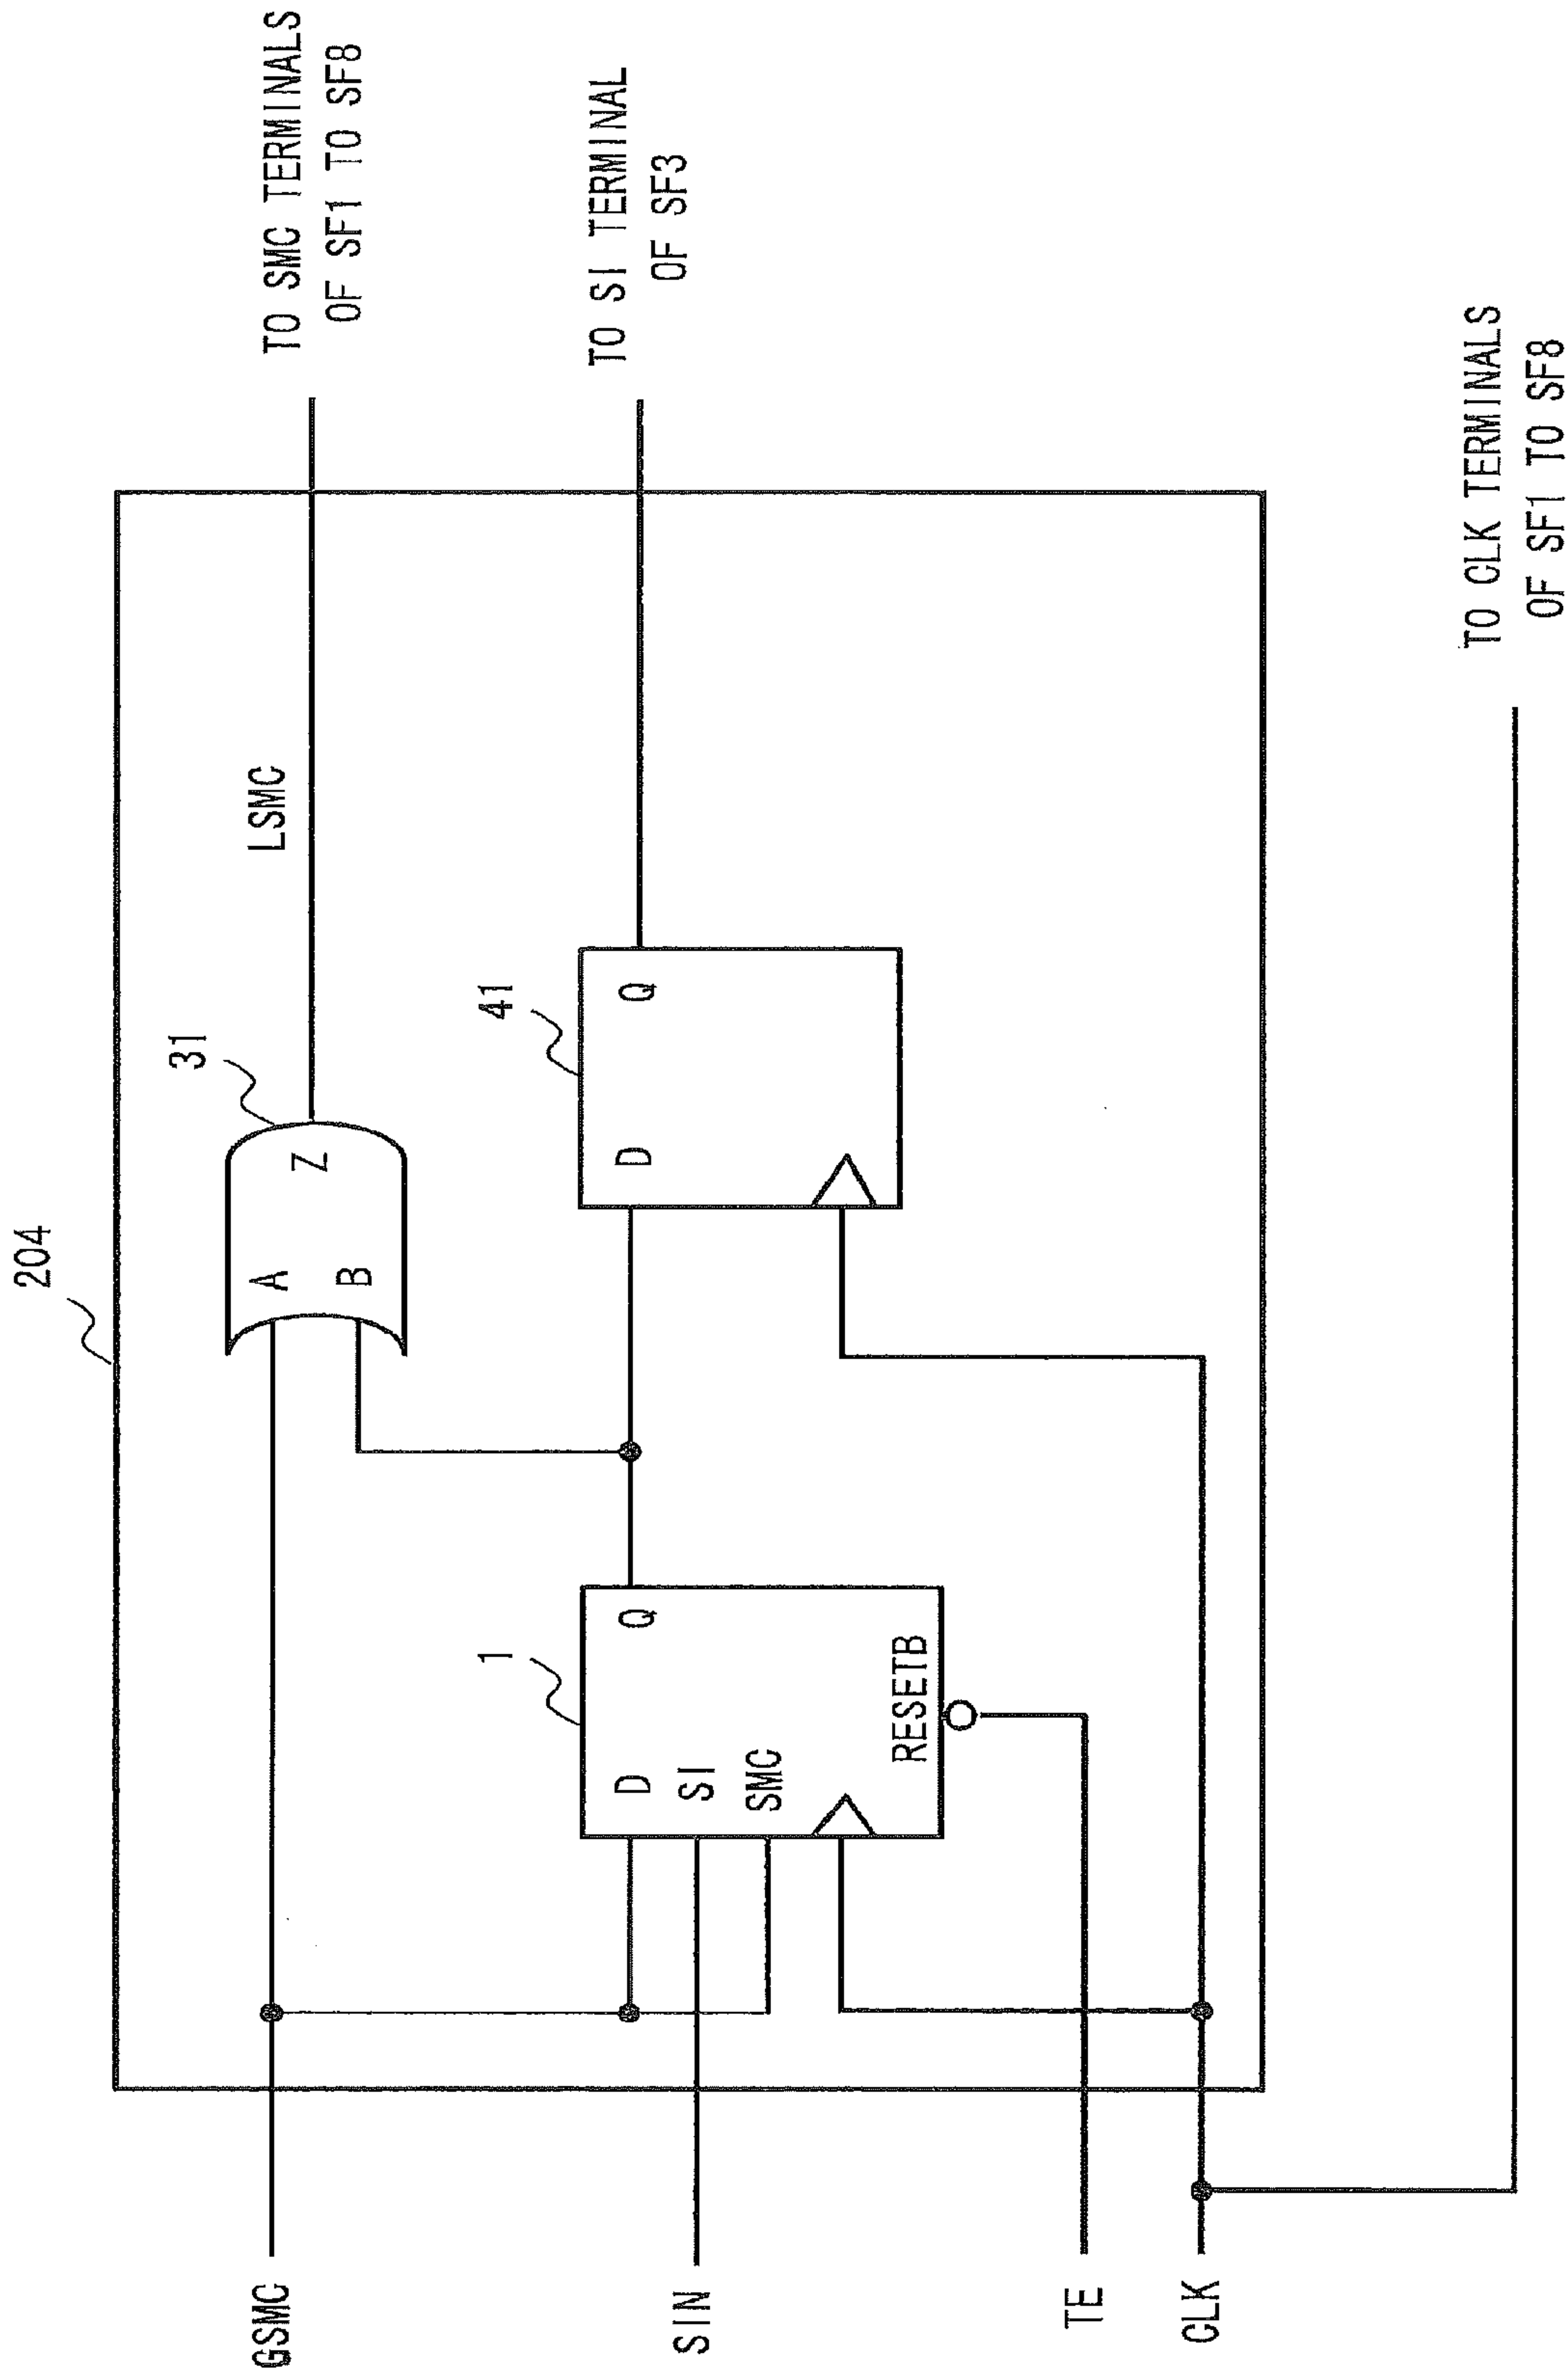 204
31
A
B
Z
LSMC
TO SMC TERMINALS
OF SF1 TO SF8
GSMC
1
D
SI
SMC
Q
RESETB
41
D
Q
TO SI TERMINAL
OF SF3
SIN
TE
CLK
TO CLK TERMINALS
OF SF1 TO SF8